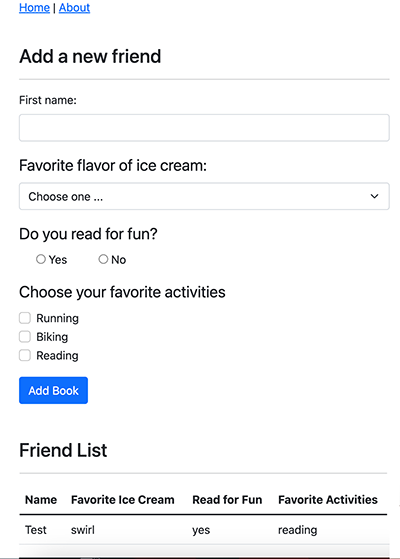 Home | About
Add a new friend
First name:
Favorite flavor of ice cream:
Choose one ...
Do you read for fun?
Yes No
Choose your favorite activities
Running
Biking
Reading
Add Book
Friend List
Name Favorite Ice Cream Read for Fun Favorite Activities
Test swirl yes reading